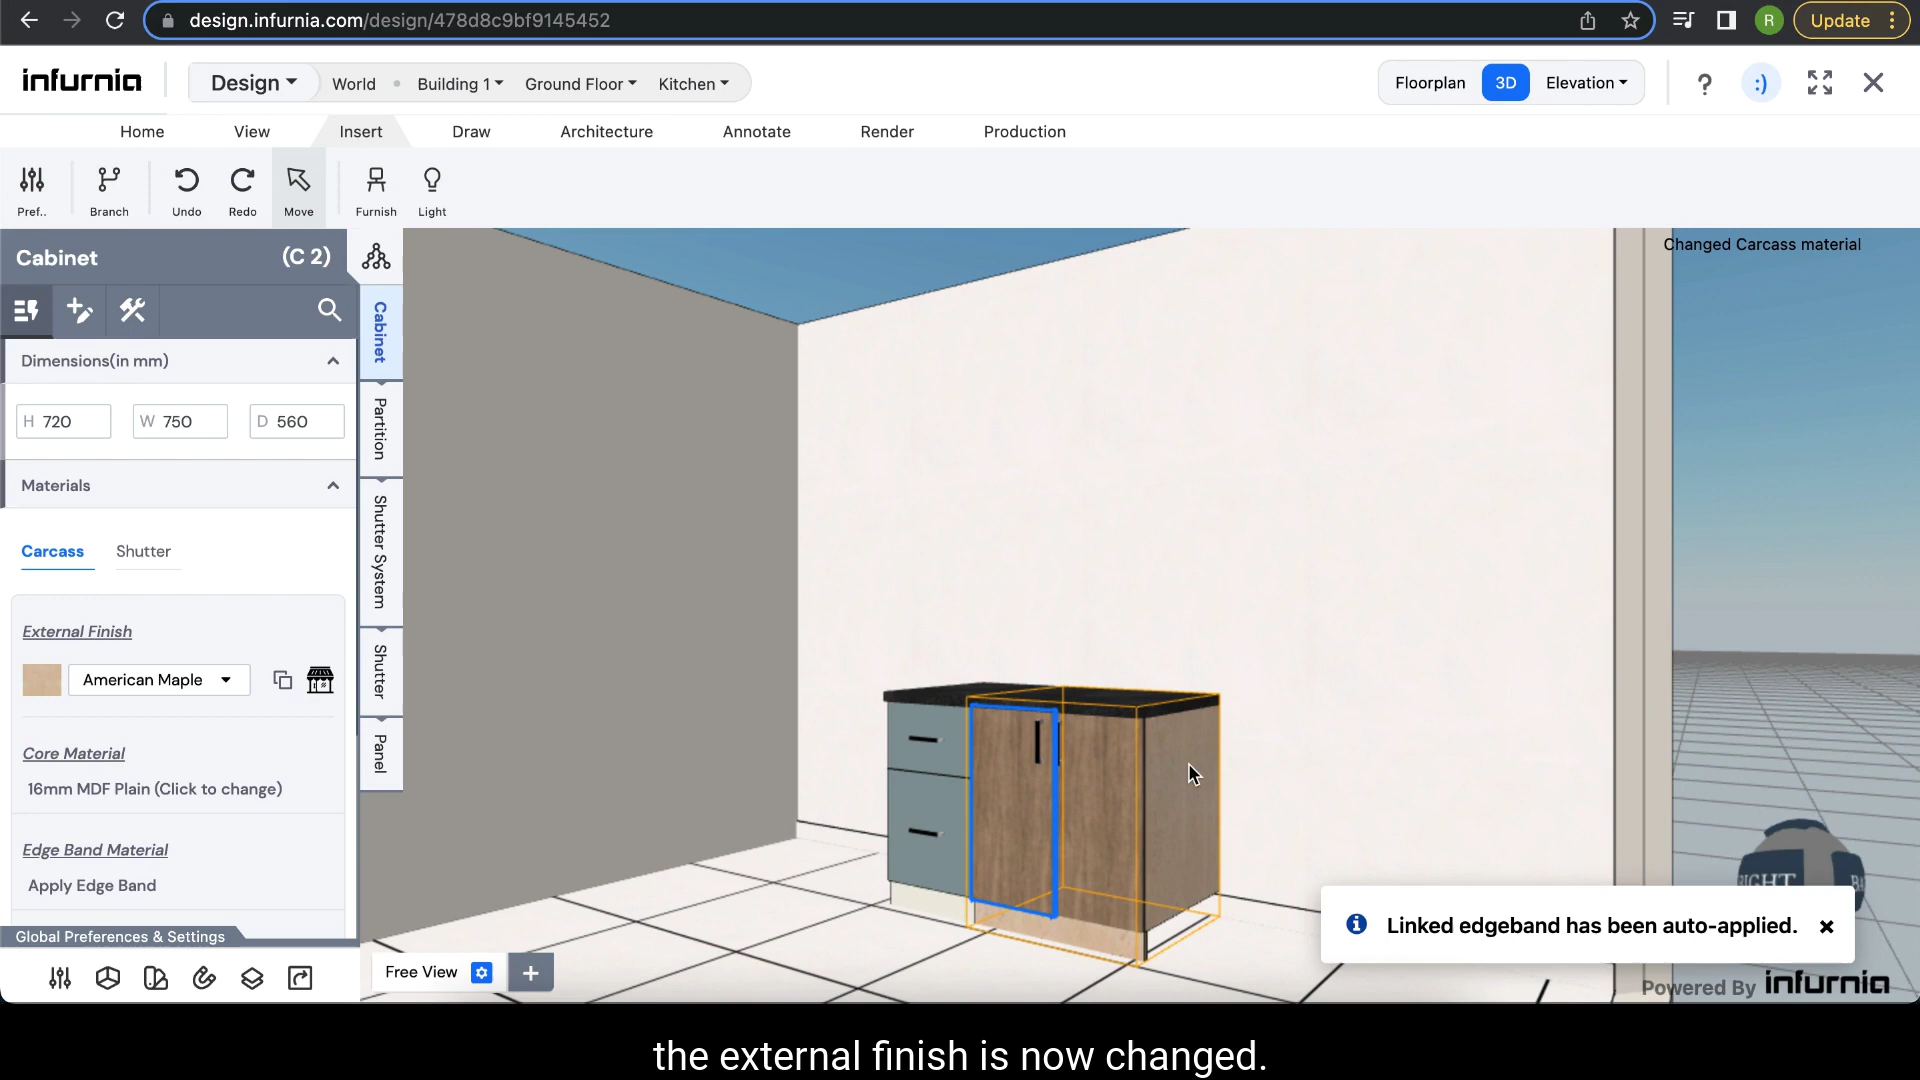 design.infurnia.com/design/478d8c9bf9145452
R
Update
infurnia
Design
World
Building 1
Ground Floor
Kitchen
Floorplan
3D
Elevation
?
:)
Home
View
Insert
Draw
Architecture
Annotate
Render
Production
Pref..
Branch
Undo
Redo
Move
Furnish
Light
Cabinet
(C 2)
Changed Carcass material
Dimensions(in mm)
H 720
W 750
D 560
Materials
Carcass
Shutter
External Finish
American Maple
Core Material
16mm MDF Plain (Click to change)
Edge Band Material
Apply Edge Band
Global Preferences & Settings
Cabinet
Partition
Shutter System
Shutter
Panel
Free View
+
RIGHT
BA
Linked edgeband has been auto-applied.
Powered By infurnia
the external finish is now changed.